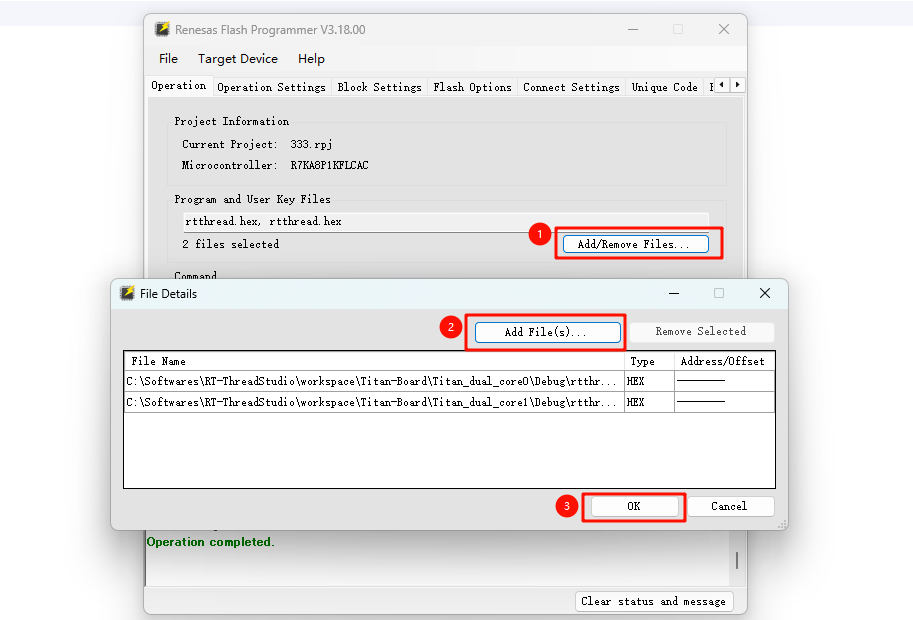 Renesas Flash Programmer V3.18.00
File Target Device Help
Operation Operation Settings Block Settings Flash Options Connect Settings Unique Code
Project Information
Current Project: 333.rpj
Microcontroller: R7KA8P1KFLCAC
Program and User Key Files
rtthread.hex, rtthread.hex
2 files selected
1
Add/Remove Files...
Command
File Details
2
Add File(s)... Remove Selected
File Name Type Address/Offset
C:\Softwares\RT-ThreadStudio\workspace\Titan-Board\Titan_dual_core0\Debug\rtthr... HEX
C:\Softwares\RT-ThreadStudio\workspace\Titan-Board\Titan_dual_core1\Debug\rtthr... HEX
3
OK Cancel
Operation completed.
Clear status and message